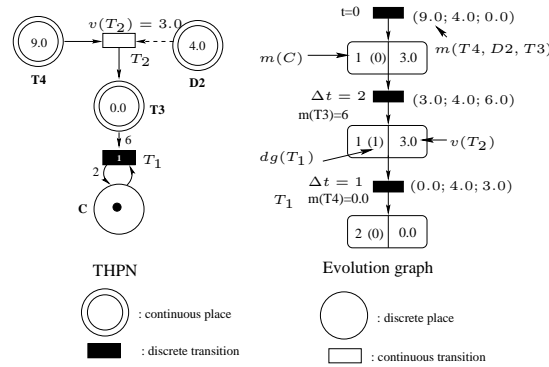 v(T2) = 3.0
9.0
4.0
T2
T4
D2
0.0
T3
6
1
T1
2
C
THPN
: continuous place
: discrete transition
t=0
(9.0; 4.0; 0.0)
m(C)
1 (0) 3.0
m(T4, D2, T3)
Δt = 2
m(T3)=6
(3.0; 4.0; 6.0)
1 (1) 3.0
v(T2)
dg(T1)
T1
Δt = 1
m(T4)=0.0
(0.0; 4.0; 3.0)
2 (0) 0.0
Evolution graph
: discrete place
: continuous transition